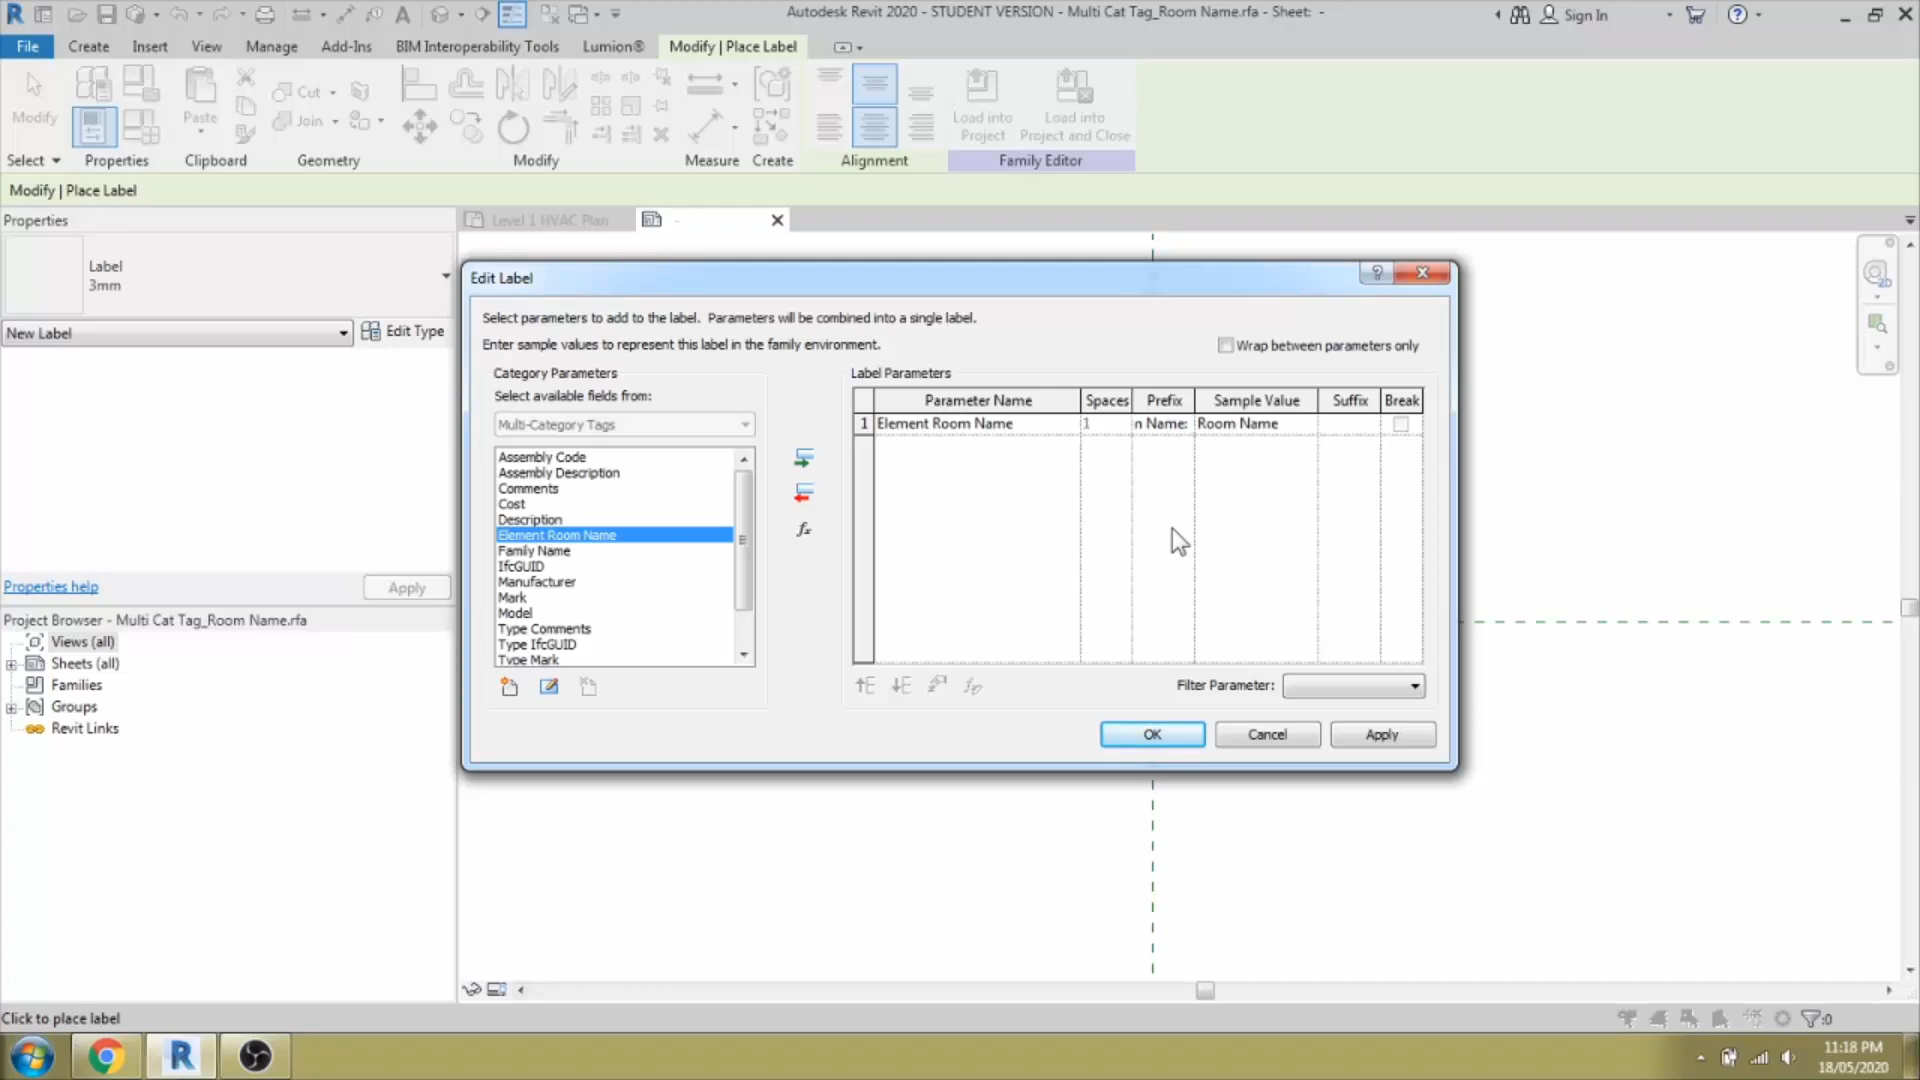 Autodesk Revit 2020 - STUDENT VERSION - Multi Cat Tag_Room Name.rfa - Sheet: -
Sign In
File
Create
Insert
View
Manage
Add-Ins
BIM Interoperability Tools
Lumion®
Modify | Place Label
Modify
Paste
Cut
Join
Load into
Project
Load into
Project and Close
Select
Properties
Clipboard
Geometry
Modify
Measure
Create
Alignment
Family Editor
Modify | Place Label
Properties
Level 1 HVAC Plan
-
Label
3mm
New Label
Edit Type
Properties help
Apply
Project Browser - Multi Cat Tag_Room Name.rfa
Views (all)
Sheets (all)
Families
Groups
Revit Links
Edit Label
Select parameters to add to the label. Parameters will be combined into a single label.
Enter sample values to represent this label in the family environment.
Wrap between parameters only
Category Parameters
Select available fields from:
Multi-Category Tags
Assembly Code
Assembly Description
Comments
Cost
Description
Element Room Name
Family Name
IfcGUID
Manufacturer
Mark
Model
Type Comments
Type IfcGUID
Type Mark
fx
Label Parameters
Parameter Name Spaces Prefix Sample Value Suffix Break
1 Element Room Name 1 n Name: Room Name
Filter Parameter:
OK
Cancel
Apply
2D
Click to place label
:0
11:18 PM
18/05/2020